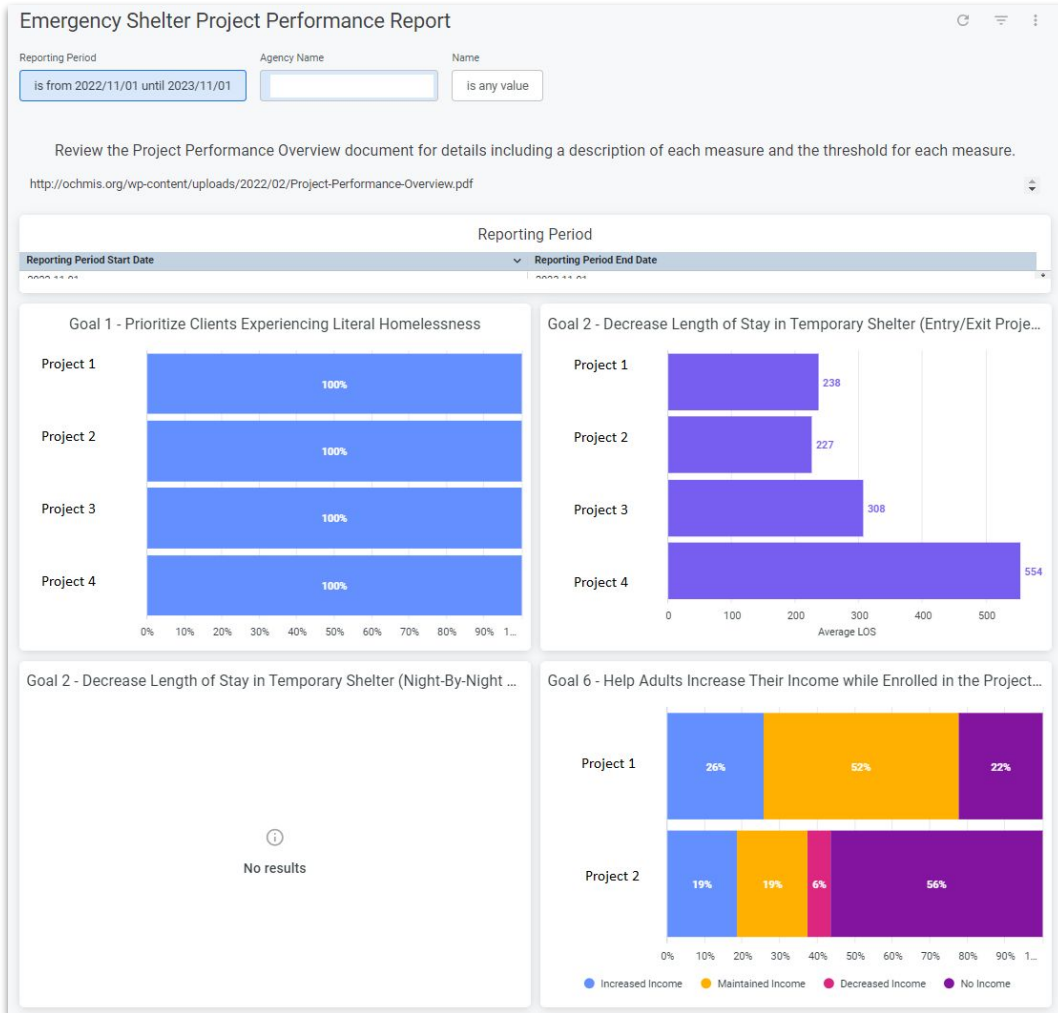 Emergency Shelter Project Performance Report
Reporting Period
Agency Name
Name
is from 2022/11/01 until 2023/11/01
is any value
Review the Project Performance Overview document for details including a description of each measure and the threshold for each measure.
http://ochmis.org/wp-content/uploads/2022/02/Project-Performance-Overview.pdf
Reporting Period
Reporting Period Start Date
Reporting Period End Date
Goal 1 - Prioritize Clients Experiencing Literal Homelessness
Project 1
100%
Project 2
100%
Project 3
100%
Project 4
100%
0% 10% 20% 30% 40% 50% 60% 70% 80% 90% 1...
Goal 2 - Decrease Length of Stay in Temporary Shelter (Entry/Exit Proje...
Project 1
238
Project 2
227
Project 3
308
Project 4
554
0 100 200 300 400 500
Average LOS
Goal 2 - Decrease Length of Stay in Temporary Shelter (Night-By-Night ...
No results
Goal 6 - Help Adults Increase Their Income while Enrolled in the Project...
Project 1
26% 52% 22%
Project 2
19% 19% 6% 56%
0% 10% 20% 30% 40% 50% 60% 70% 80% 90% 1...
Increased Income Maintained Income Decreased Income No Income